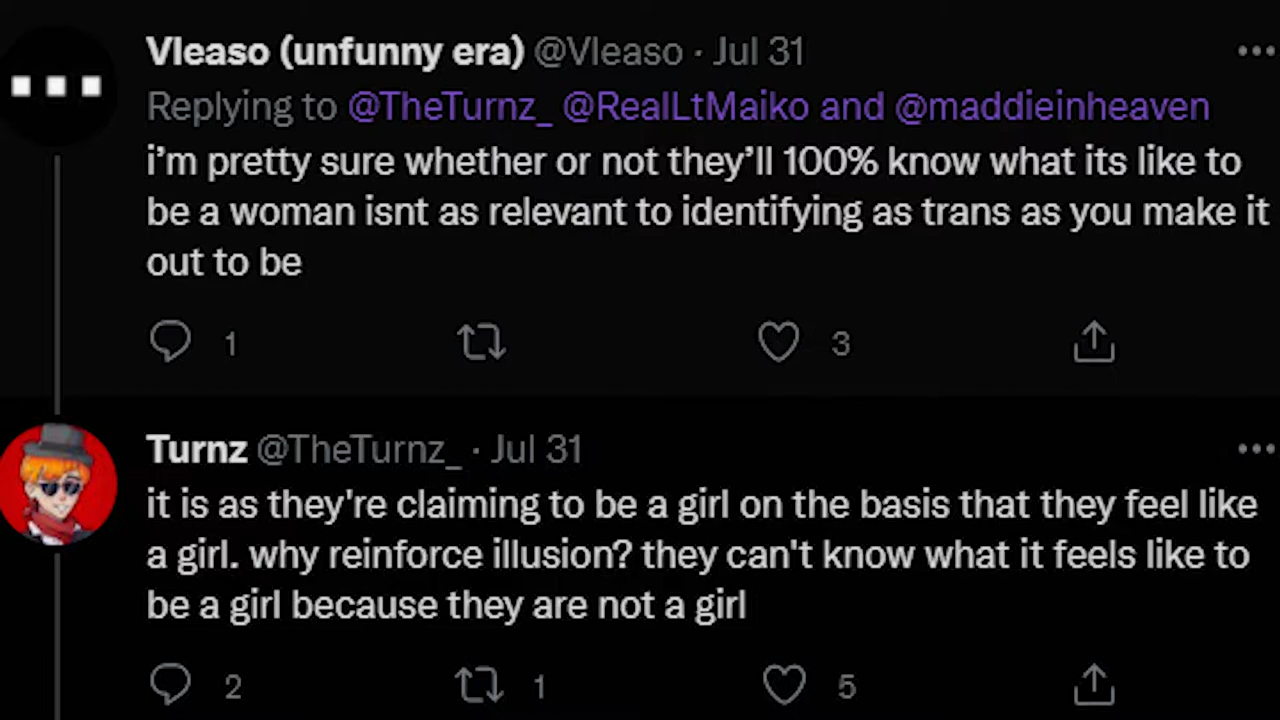 Vleaso (unfunny era) @Vleaso · Jul 31
Replying to @TheTurnz_ @RealLtMaiko and @maddieinheaven
i’m pretty sure whether or not they’ll 100% know what its like to
be a woman isnt as relevant to identifying as trans as you make it
out to be
1 3
Turnz @TheTurnz_ · Jul 31
it is as they're claiming to be a girl on the basis that they feel like
a girl. why reinforce illusion? they can't know what it feels like to
be a girl because they are not a girl
2 1 5